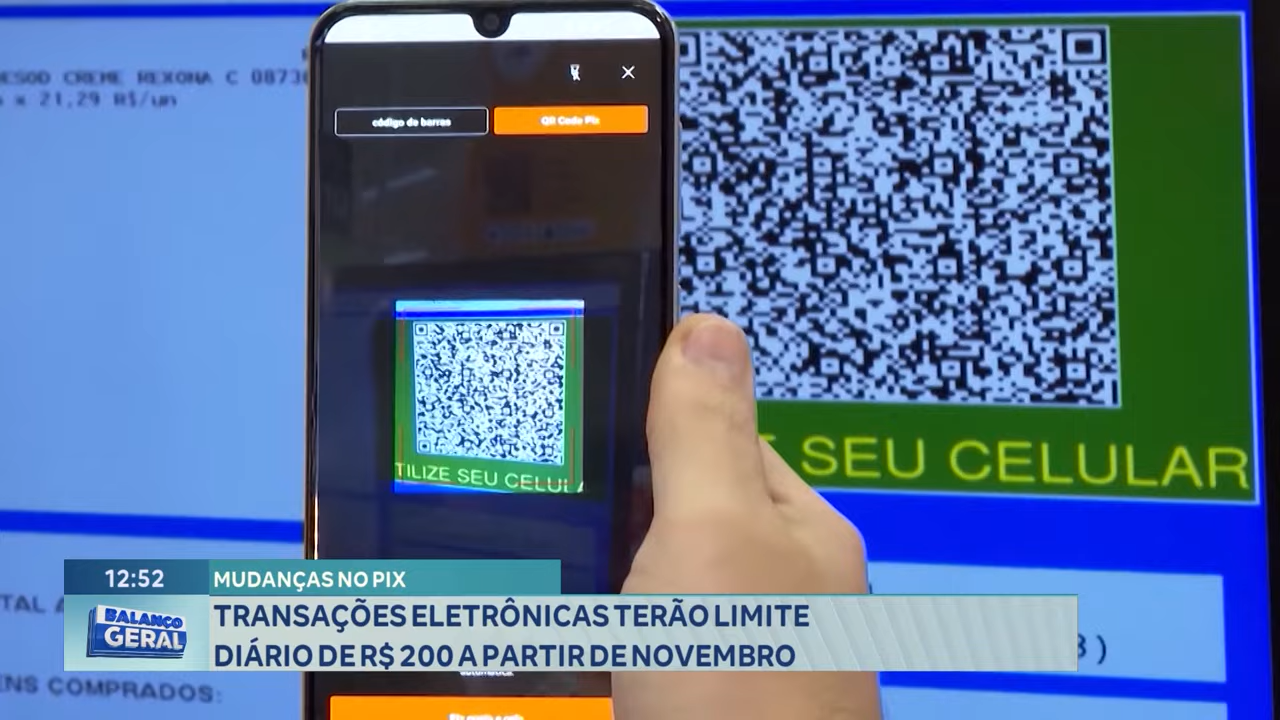 CREME REXONA C
x 21,29 R$/un
código de barras
QR Code Pix
TILIZE SEU CELUL
SEU CELULAR
12:52
MUDANÇAS NO PIX
BALANÇO
GERAL
TRANSAÇÕES ELETRÔNICAS TERÃO LIMITE
DIÁRIO DE R$ 200 A PARTIR DE NOVEMBRO
COMPRADOS: